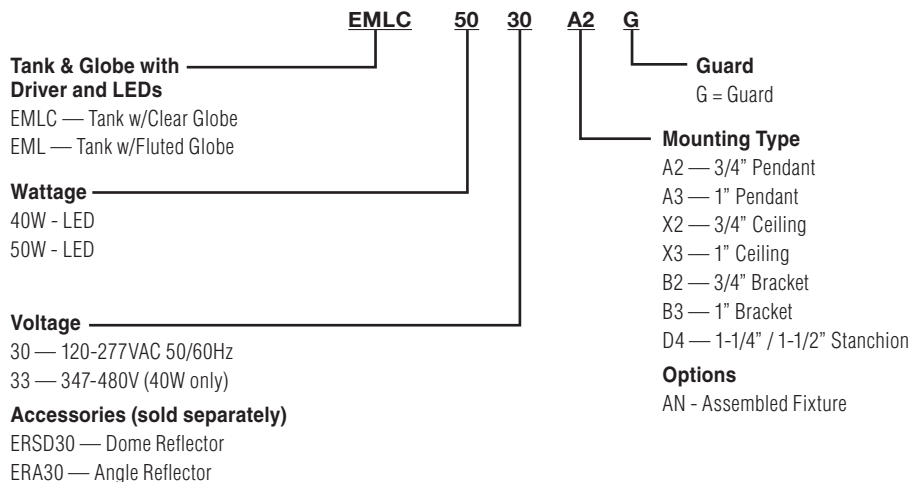 EMLC 50 30 A2 G
Tank & Globe with
Driver and LEDs
EMLC — Tank w/Clear Globe
EML — Tank w/Fluted Globe
Wattage
40W - LED
50W - LED
Voltage
30 — 120-277VAC 50/60Hz
33 — 347-480V (40W only)
Accessories (sold separately)
ERSD30 — Dome Reflector
ERA30 — Angle Reflector
Guard
G = Guard
Mounting Type
A2 — 3/4” Pendant
A3 — 1” Pendant
X2 — 3/4” Ceiling
X3 — 1” Ceiling
B2 — 3/4” Bracket
B3 — 1” Bracket
D4 — 1-1/4” / 1-1/2” Stanchion
Options
AN - Assembled Fixture